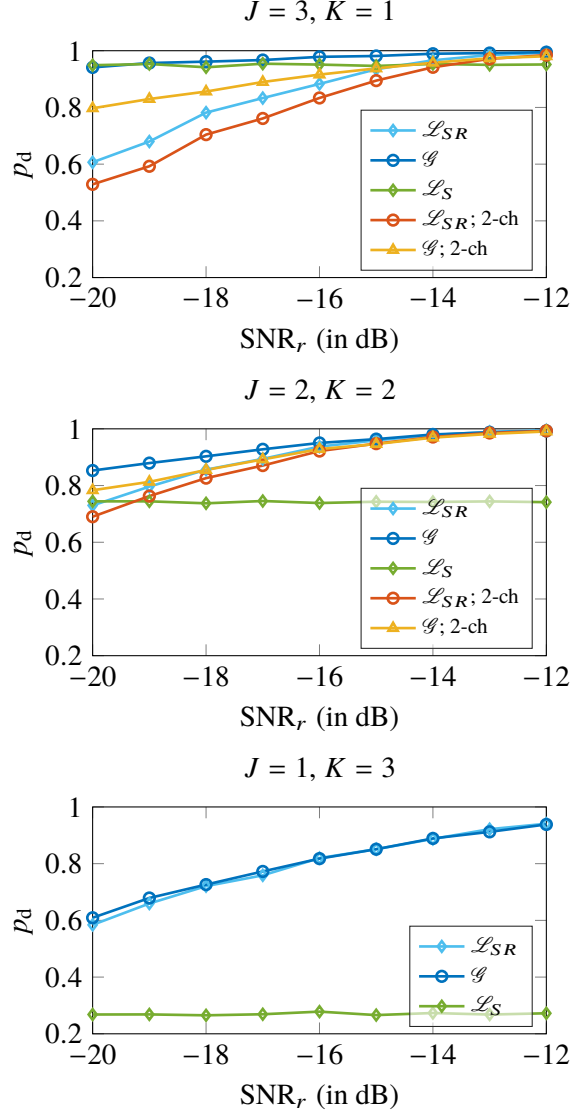 J = 3, K = 1
1
0.8
0.6
0.4
0.2
p_d
ℒ_SR
𝒢
ℒ_S
ℒ_SR; 2-ch
𝒢; 2-ch
−20 −18 −16 −14 −12
SNR_r (in dB)
J = 2, K = 2
1
0.8
0.6
0.4
0.2
p_d
ℒ_SR
𝒢
ℒ_S
ℒ_SR; 2-ch
𝒢; 2-ch
−20 −18 −16 −14 −12
SNR_r (in dB)
J = 1, K = 3
1
0.8
0.6
0.4
0.2
p_d
ℒ_SR
𝒢
ℒ_S
−20 −18 −16 −14 −12
SNR_r (in dB)